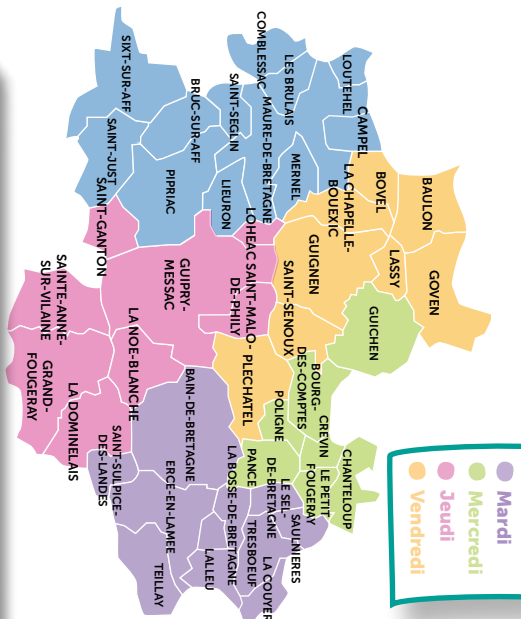 Mardi
Mercredi
Jeudi
Vendredi
GOVEN
BAULON
LASSY
BOVEL
GUICHEN
CAMPEL
LOUTEHEL
CHANTELOUP
LA CHAPELLE-
BOUEXIC
GUIGNEN
CREVIN
LE PETIT
FOUGERAY
BOURG-
DES-COMPTES
LES BRULAIS
MERNEL
SAINT-SENOUX
POLIGNE
SAULNIERES
LE SEL-
DE-BRETAGNE
COMBLESSAC
MAURE-DE-BRETAGNE
LOHEAC
SAINT-MALO-
DE-PHILY
PLECHATEL
PANCE
TRESBOEUF
LA COUYER
SAINT-SEGLIN
LIEURON
LA BOSSE-DE-BRETAGNE
LALLEU
BRUC-SUR-AFF
GUIPRY-
MESSAC
BAIN-DE-BRETAGNE
PIPRIAC
ERCE-EN-LAMEE
TEILLAY
SIXT-SUR-AFF
SAINT-JUST
SAINT-GANTON
LA NOE-BLANCHE
SAINT-SULPICE-
DES-LANDES
SAINTE-ANNE-
SUR-VILAINE
LA DOMINELAIS
GRAND-
FOUGERAY